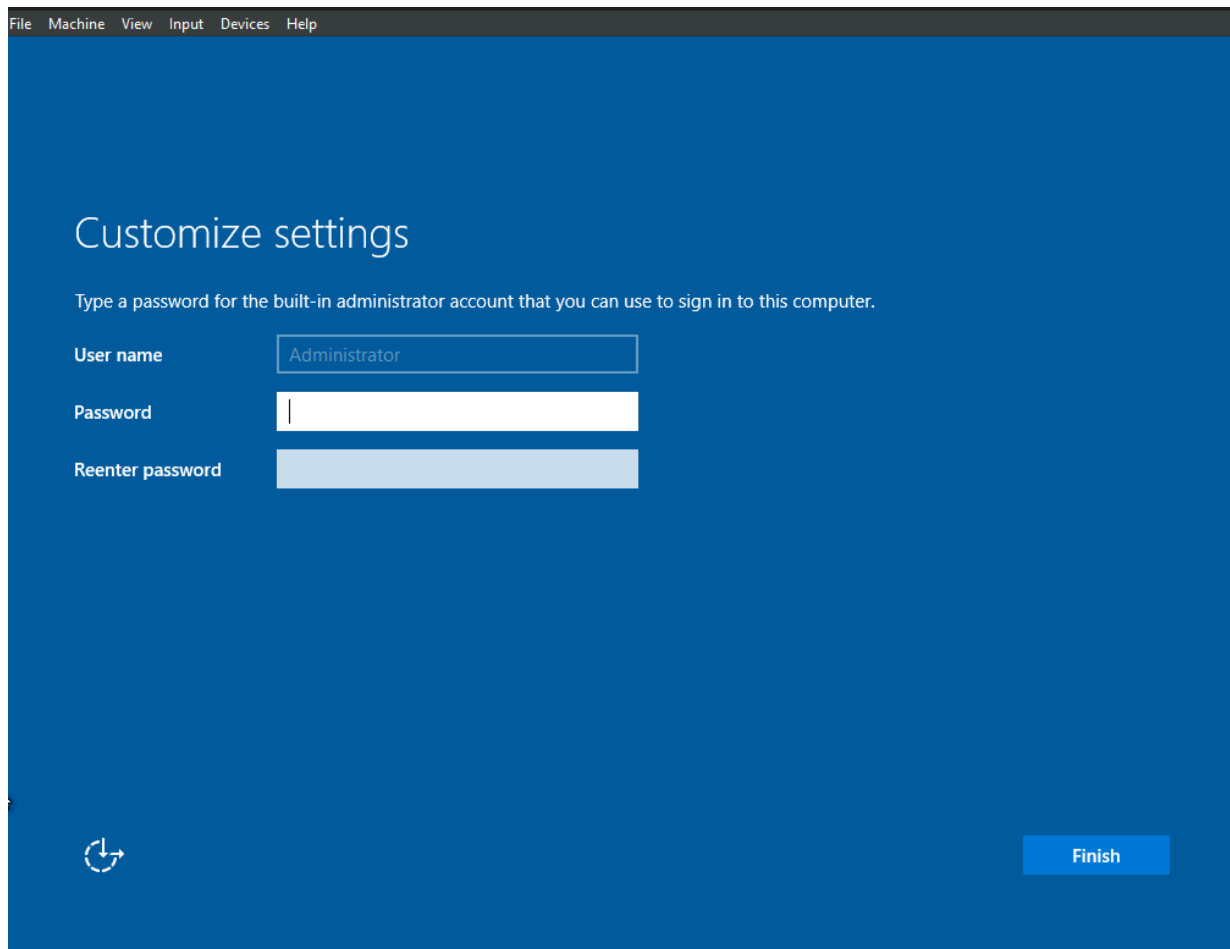 File Machine View Input Devices Help
Customize settings
Type a password for the built-in administrator account that you can use to sign in to this computer.
User name Administrator
Password
Reenter password
Finish